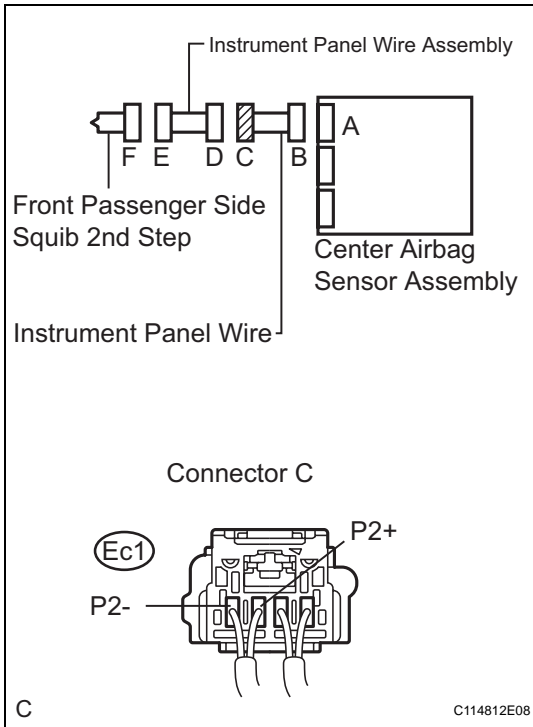 Instrument Panel Wire Assembly
A
F E D C B
Front Passenger Side
Squib 2nd Step
Center Airbag
Sensor Assembly
Instrument Panel Wire
Connector C
Ec1
P2+
P2-
C
C114812E08